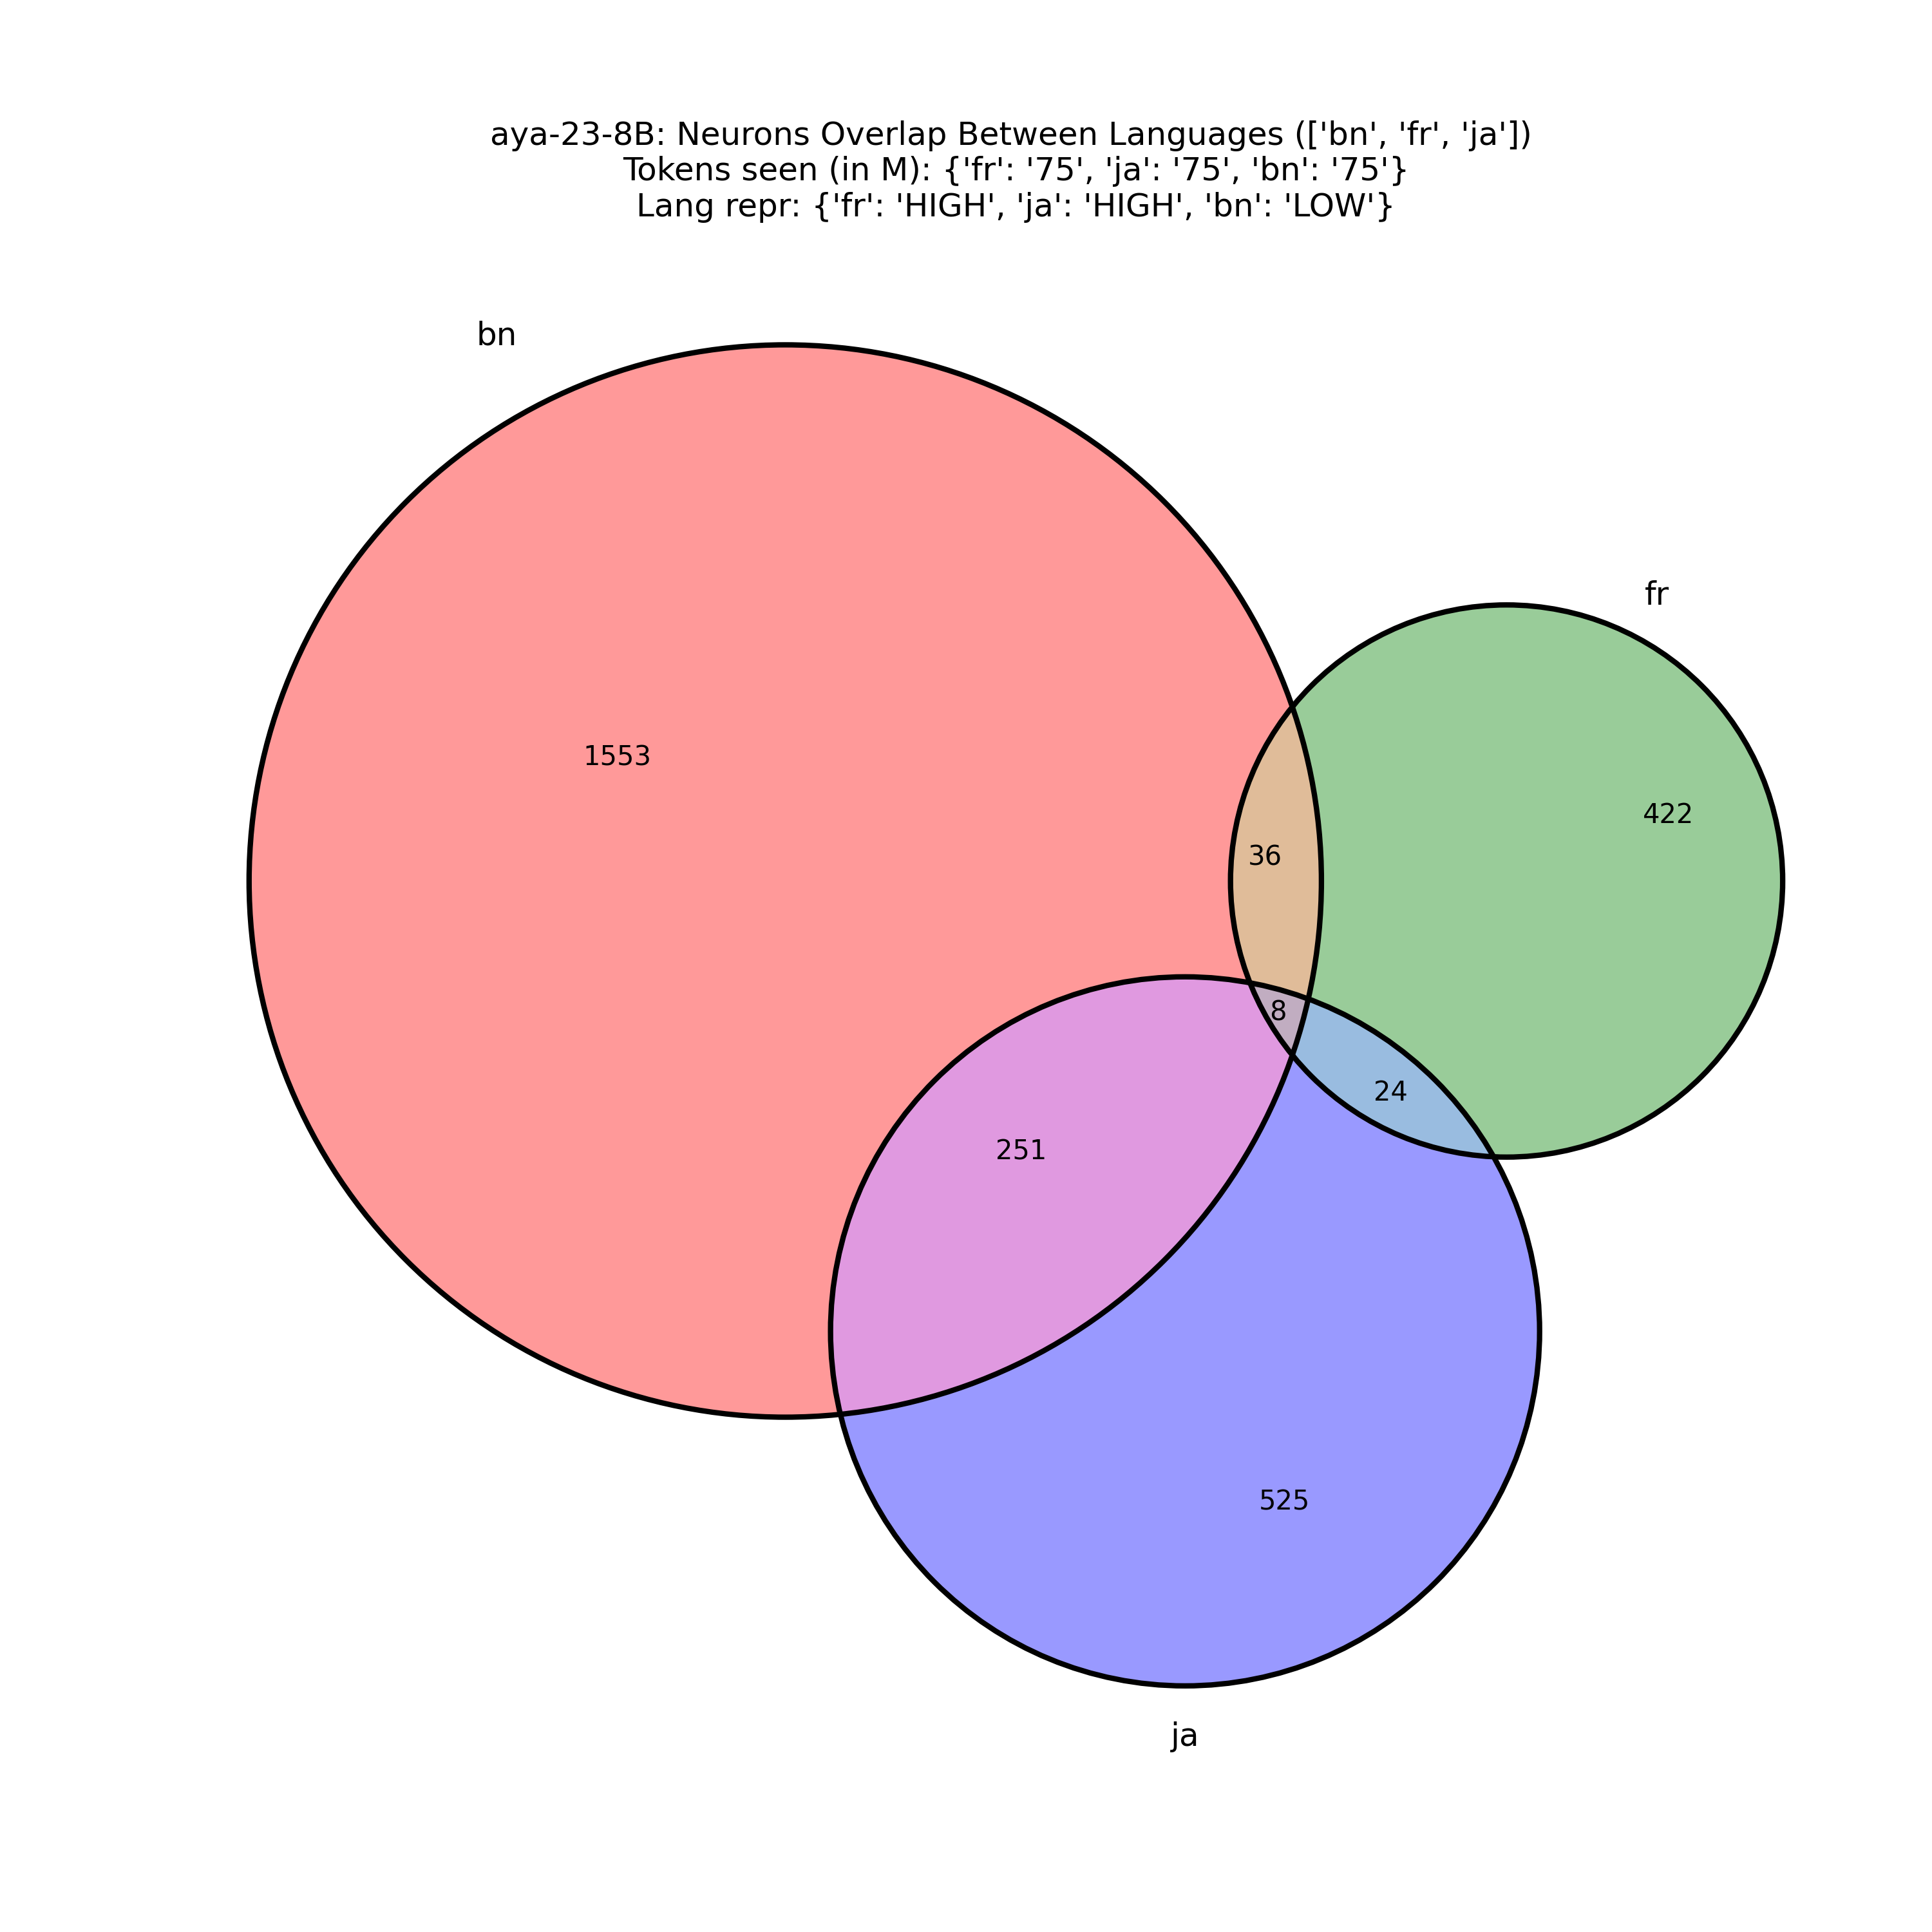 aya-23-8B: Neurons Overlap Between Languages (['bn', 'fr', 'ja'])
Tokens seen (in M): {'fr': '75', 'ja': '75', 'bn': '75'}
Lang repr: {'fr': 'HIGH', 'ja': 'HIGH', 'bn': 'LOW'}
bn
fr
1553
422
36
8
24
251
525
ja